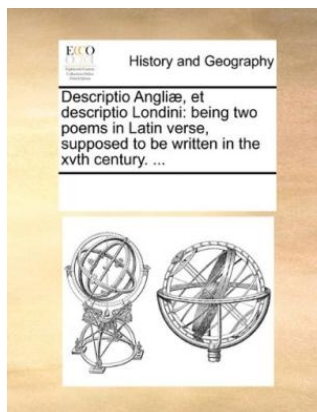 ECCO
History and Geography
Descriptio Angliæ, et
descriptio Londini: being two
poems in Latin verse,
supposed to be written in the
xvth century. ...